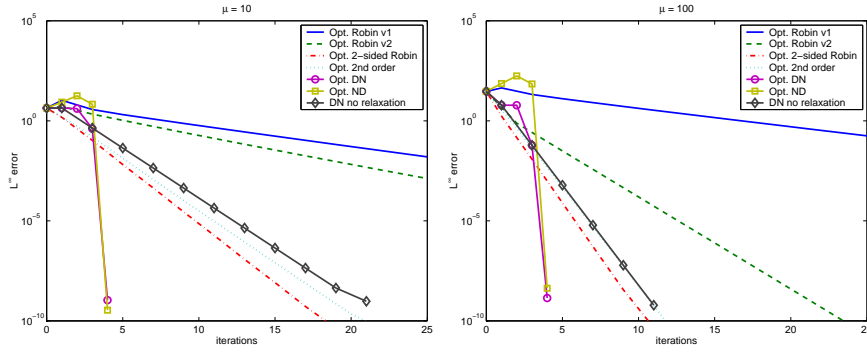 μ = 10
10^5
10^0
10^-5
10^-10
L^∞ error
0
5
10
15
20
25
iterations
Opt. Robin v1
Opt. Robin v2
Opt. 2-sided Robin
Opt. 2nd order
Opt. DN
Opt. ND
DN no relaxation
μ = 100
10^5
10^0
10^-5
10^-10
L^∞ error
0
5
10
15
20
25
iterations
Opt. Robin v1
Opt. Robin v2
Opt. 2-sided Robin
Opt. 2nd order
Opt. DN
Opt. ND
DN no relaxation